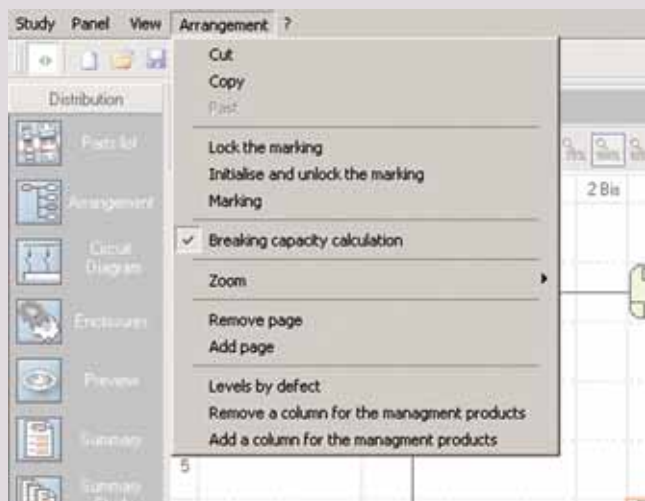 Study Panel View Arrangement ?
Distribution
Parts list
Arrangement
Circuit
Diagram
Enclosures
Preview
Summary
Summary
Cut
Copy
Past
Lock the marking
Initialise and unlock the marking
Marking
Breaking capacity calculation
Zoom
Remove page
Add page
Levels by defect
Remove a column for the managment products
Add a column for the managment products
2 Bis
5